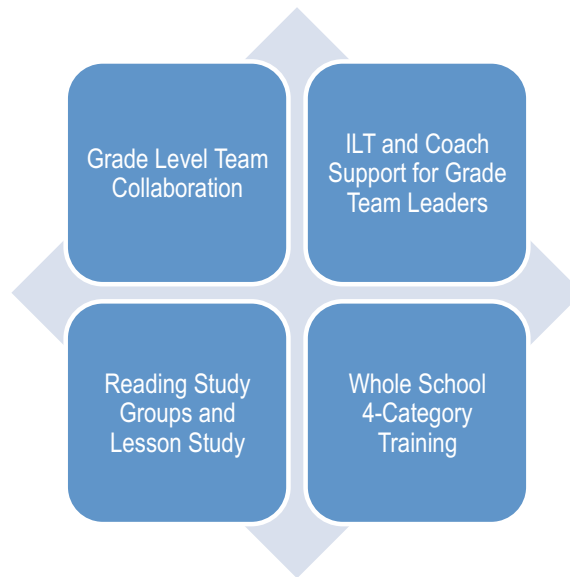 Grade Level Team
Collaboration
ILT and Coach
Support for Grade
Team Leaders
Reading Study
Groups and
Lesson Study
Whole School
4-Category
Training